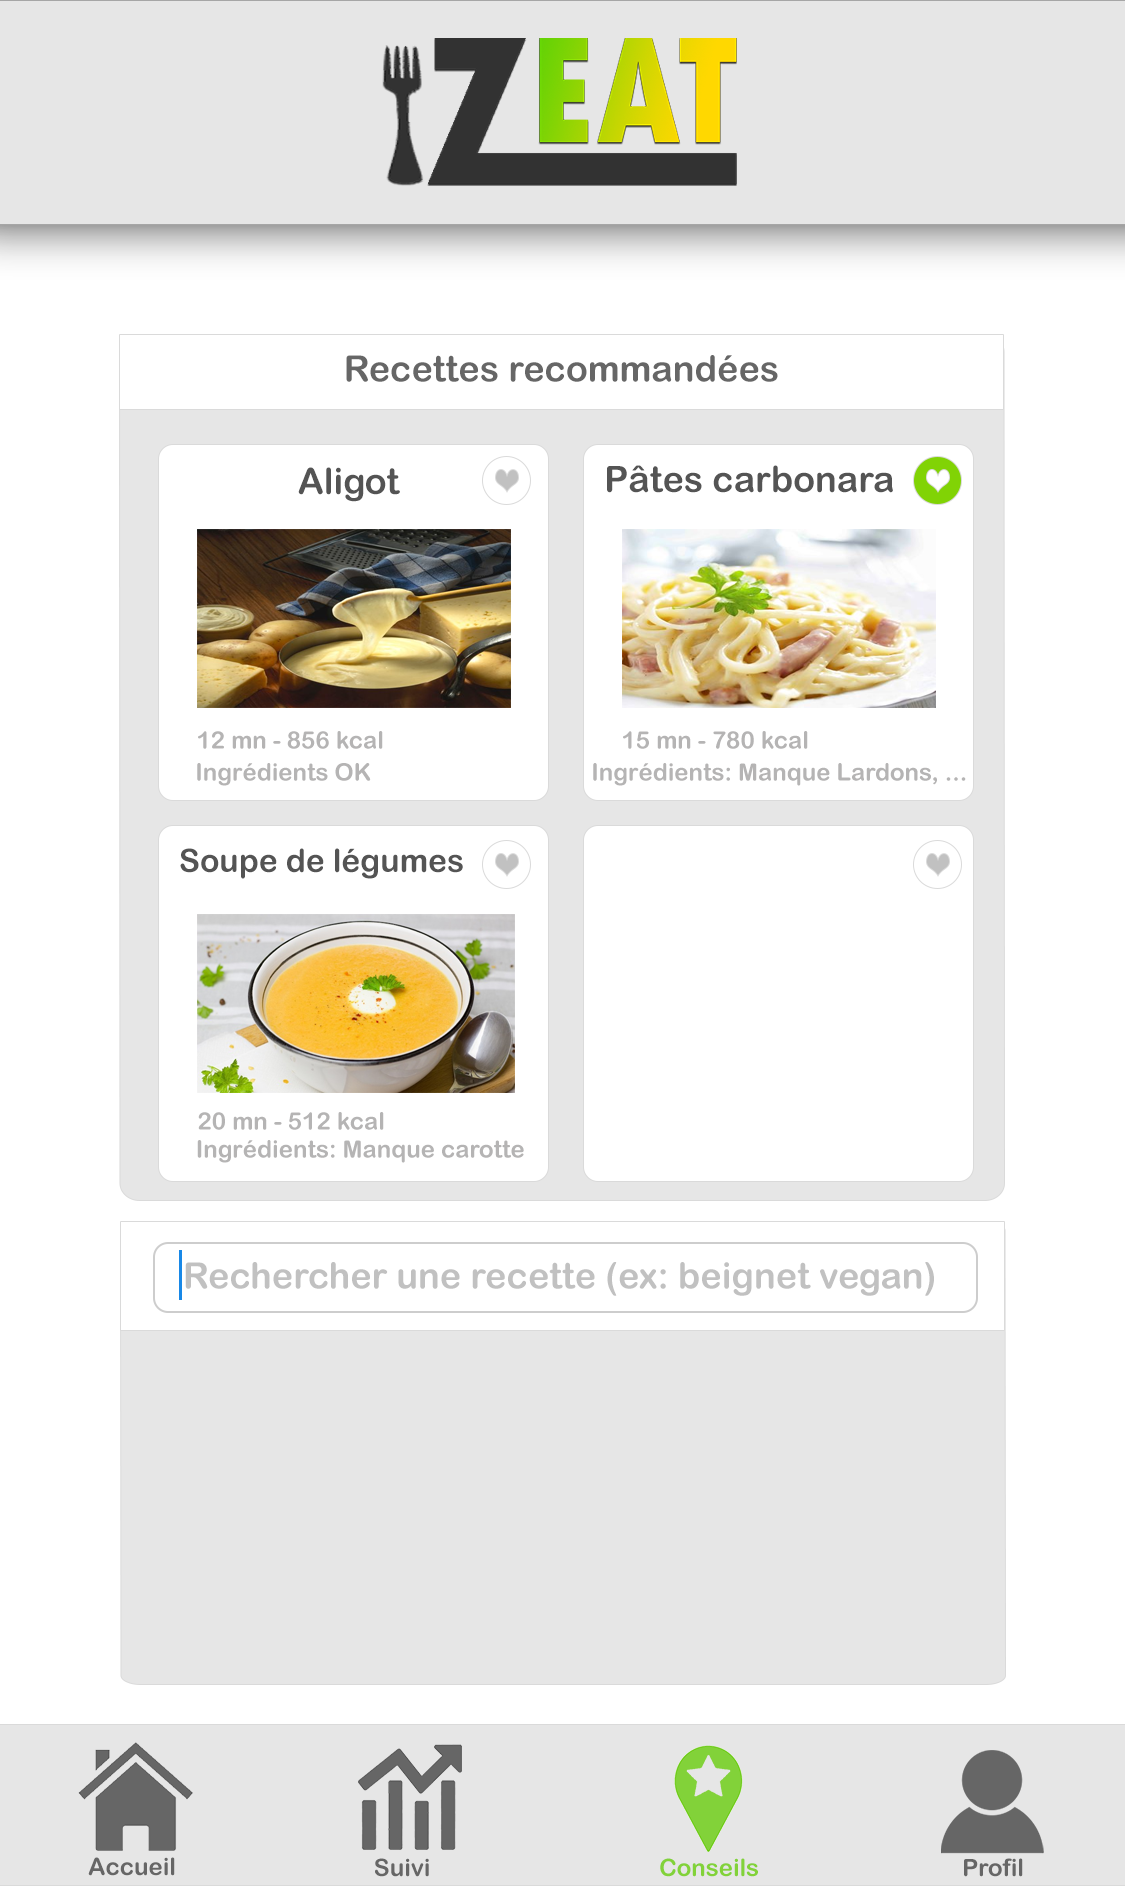 IZEAT
Recettes recommandées
Aligot
12 mn - 856 kcal
Ingrédients OK
Pâtes carbonara
15 mn - 780 kcal
Ingrédients: Manque Lardons, ...
Soupe de légumes
20 mn - 512 kcal
Ingrédients: Manque carotte
Rechercher une recette (ex: beignet vegan)
Accueil
Suivi
Conseils
Profil